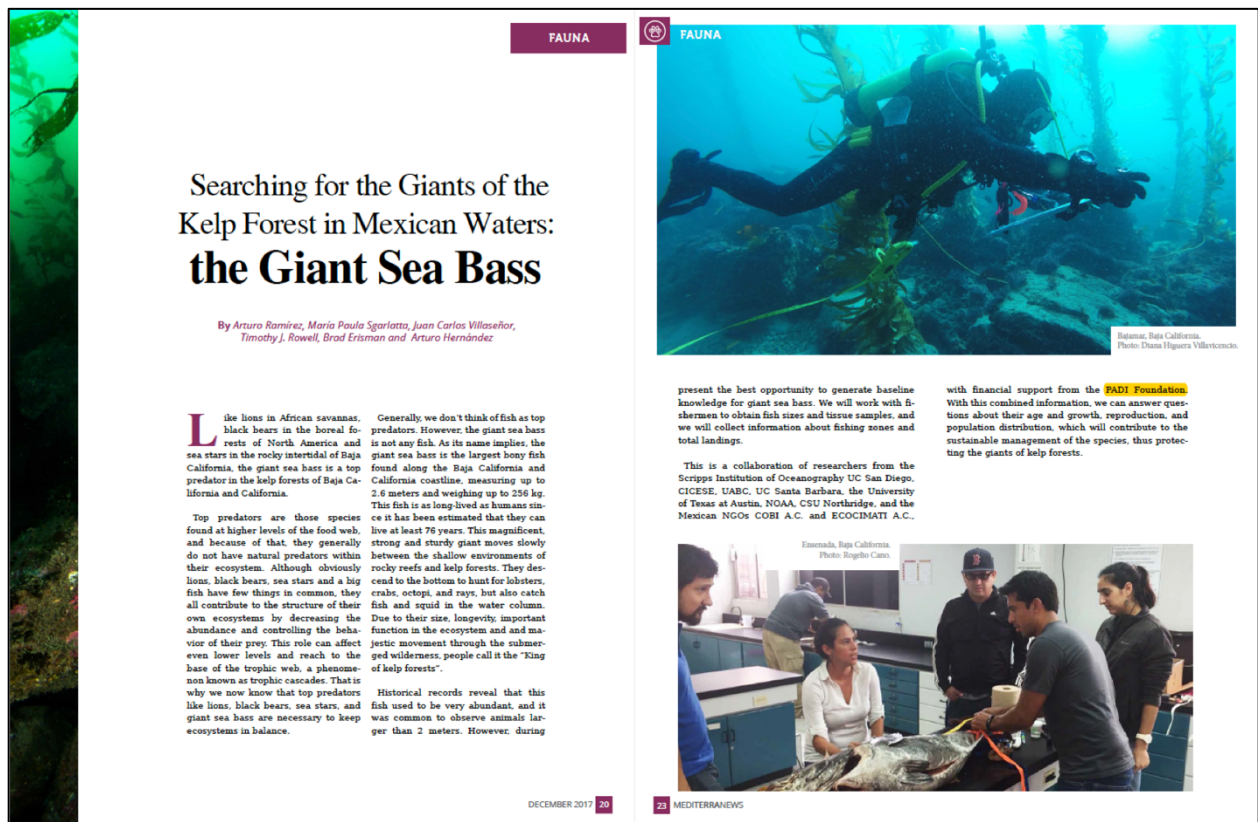 FAUNA
Searching for the Giants of the
Kelp Forest in Mexican Waters:
the Giant Sea Bass
By Arturo Ramírez, María Paula Sgarlatta, Juan Carlos Villaseñor,
Timothy J. Rowell, Brad Erisman and Arturo Hernández
Like lions in African savannas,
black bears in the boreal fo-
rests of North America and
sea stars in the rocky intertidal of Baja
California, the giant sea bass is a top
predator in the kelp forests of Baja Ca-
lifornia and California.
Top predators are those species
found at higher levels of the food web,
and because of that, they generally
do not have natural predators within
their ecosystem. Although obviously
lions, black bears, sea stars and a big
fish have few things in common, they
all contribute to the structure of their
own ecosystems by decreasing the
abundance and controlling the beha-
vior of their prey. This role can affect
even lower levels and reach to the
base of the trophic web, a phenome-
non known as trophic cascades. That is
why we now know that top predators
like lions, black bears, sea stars, and
giant sea bass are necessary to keep
ecosystems in balance.
Generally, we don't think of fish as top
predators. However, the giant sea bass
is not any fish. As its name implies, the
giant sea bass is the largest bony fish
found along the Baja California and
California coastline, measuring up to
2.6 meters and weighing up to 256 kg.
This fish is as long-lived as humans sin-
ce it has been estimated that they can
live at least 76 years. This magnificent,
strong and sturdy giant moves slowly
between the shallow environments of
rocky reefs and kelp forests. They des-
cend to the bottom to hunt for lobsters,
crabs, octopi, and rays, but also catch
fish and squid in the water column.
Due to their size, longevity, important
function in the ecosystem and and ma-
jestic movement through the submer-
ged wilderness, people call it the “King
of kelp forests”.
Historical records reveal that this
fish used to be very abundant, and it
was common to observe animals lar-
ger than 2 meters. However, during
DECEMBER 2017 20
FAUNA
Bajamar, Baja California.
Photo: Diana Higuera Villavicencio.
present the best opportunity to generate baseline
knowledge for giant sea bass. We will work with fi-
shermen to obtain fish sizes and tissue samples, and
we will collect information about fishing zones and
total landings.
This is a collaboration of researchers from the
Scripps Institution of Oceanography UC San Diego,
CICESE, UABC, UC Santa Barbara, the University
of Texas at Austin, NOAA, CSU Northridge, and the
Mexican NGOs COBI A.C. and ECOCIMATI A.C.,
with financial support from the PADI Foundation.
With this combined information, we can answer ques-
tions about their age and growth, reproduction, and
population distribution, which will contribute to the
sustainable management of the species, thus protec-
ting the giants of kelp forests.
Ensenada, Baja California.
Photo: Rogelio Cano.
23 MEDITERRANEWS